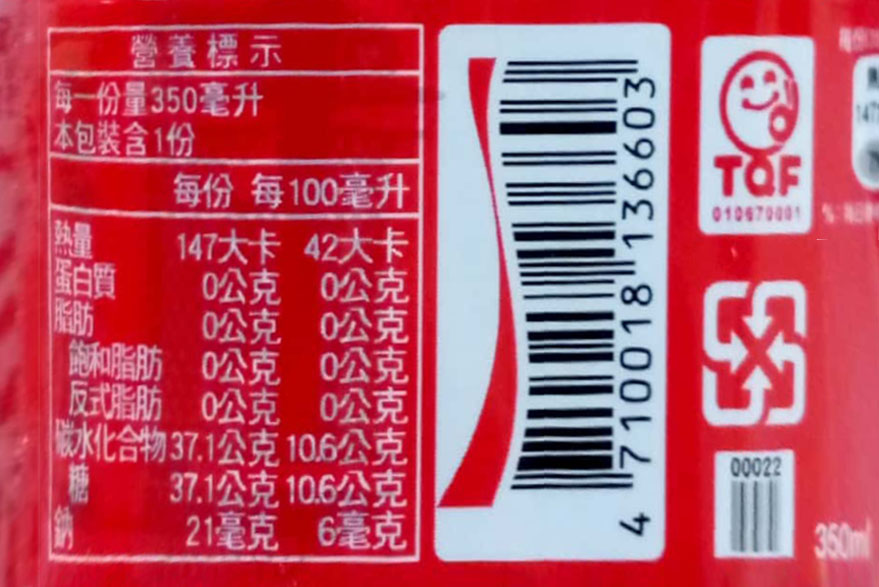 營養標示
每一份量350毫升
本包裝含1份
每份 每100毫升
熱量 147大卡 42大卡
蛋白質 0公克 0公克
脂肪 0公克 0公克
飽和脂肪 0公克 0公克
反式脂肪 0公克 0公克
碳水化合物 37.1公克 10.6公克
糖 37.1公克 10.6公克
鈉 21毫克 6毫克
4 710018 136603
TQF
010670001
00022
350ml